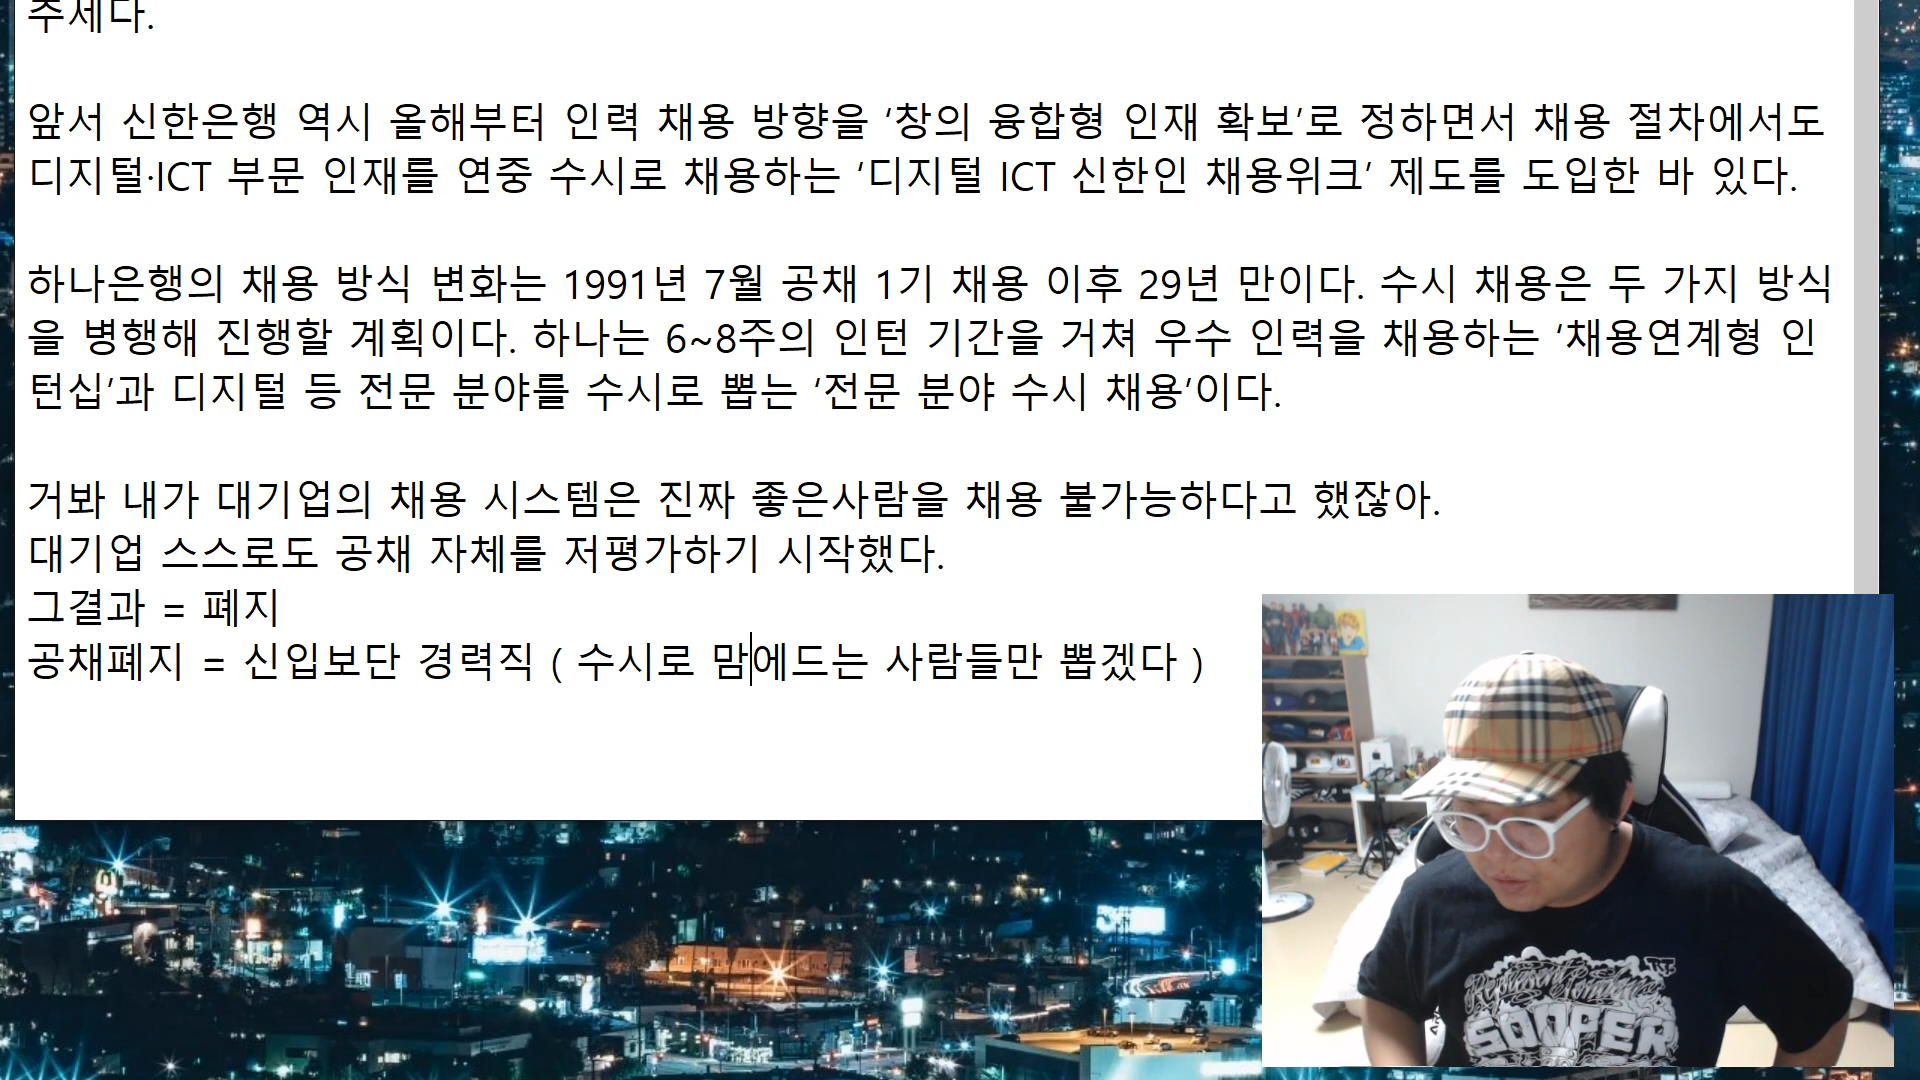 추세다.
앞서 신한은행 역시 올해부터 인력 채용 방향을 ‘창의 융합형 인재 확보’로 정하면서 채용 절차에서도
디지털·ICT 부문 인재를 연중 수시로 채용하는 ‘디지털 ICT 신한인 채용위크’ 제도를 도입한 바 있다.
하나은행의 채용 방식 변화는 1991년 7월 공채 1기 채용 이후 29년 만이다. 수시 채용은 두 가지 방식
을 병행해 진행할 계획이다. 하나는 6~8주의 인턴 기간을 거쳐 우수 인력을 채용하는 ‘채용연계형 인
턴십’과 디지털 등 전문 분야를 수시로 뽑는 ‘전문 분야 수시 채용’이다.
거봐 내가 대기업의 채용 시스템은 진짜 좋은사람을 채용 불가능하다고 했잖아.
대기업 스스로도 공채 자체를 저평가하기 시작했다.
그결과 = 폐지
공채폐지 = 신입보단 경력직 ( 수시로 맘에드는 사람들만 뽑겠다 )
SOOPER